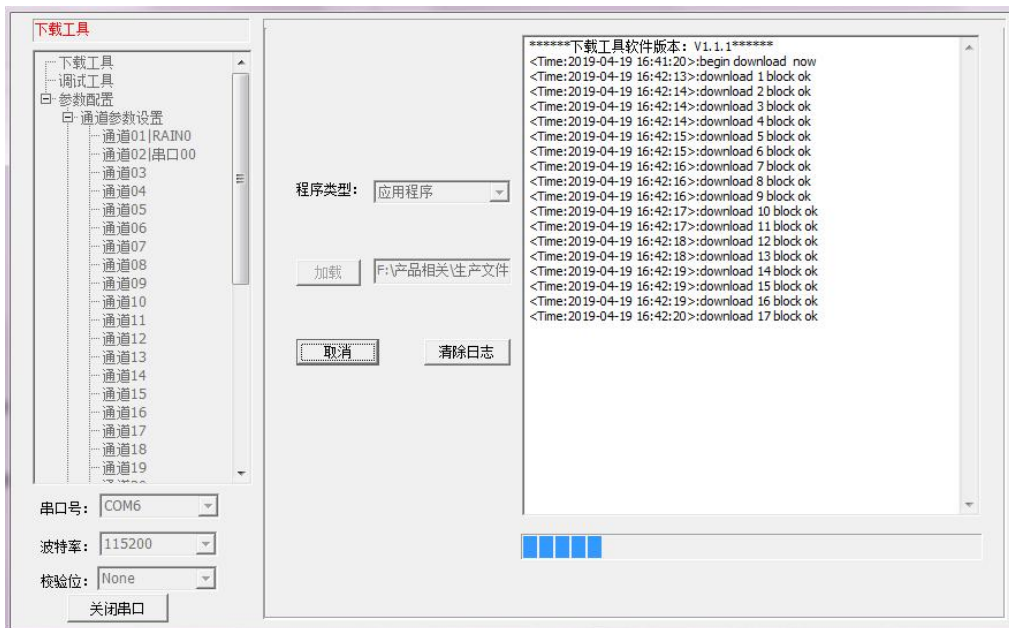 下载工具
下载工具
调试工具
参数配置
通道参数设置
通道01|RAIN0
通道02|串口00
通道03
通道04
通道05
通道06
通道07
通道08
通道09
通道10
通道11
通道12
通道13
通道14
通道15
通道16
通道17
通道18
通道19
串口号：
COM6
波特率：
115200
校验位：
None
关闭串口
程序类型：
应用程序
加载
F:\产品相关\生产文件
取消
清除日志
******下载工具软件版本：V1.1.1******
<Time:2019-04-19 16:41:20>:begin download  now
<Time:2019-04-19 16:42:13>:download 1 block ok
<Time:2019-04-19 16:42:14>:download 2 block ok
<Time:2019-04-19 16:42:14>:download 3 block ok
<Time:2019-04-19 16:42:14>:download 4 block ok
<Time:2019-04-19 16:42:15>:download 5 block ok
<Time:2019-04-19 16:42:15>:download 6 block ok
<Time:2019-04-19 16:42:16>:download 7 block ok
<Time:2019-04-19 16:42:16>:download 8 block ok
<Time:2019-04-19 16:42:16>:download 9 block ok
<Time:2019-04-19 16:42:17>:download 10 block ok
<Time:2019-04-19 16:42:17>:download 11 block ok
<Time:2019-04-19 16:42:18>:download 12 block ok
<Time:2019-04-19 16:42:18>:download 13 block ok
<Time:2019-04-19 16:42:19>:download 14 block ok
<Time:2019-04-19 16:42:19>:download 15 block ok
<Time:2019-04-19 16:42:19>:download 16 block ok
<Time:2019-04-19 16:42:20>:download 17 block ok